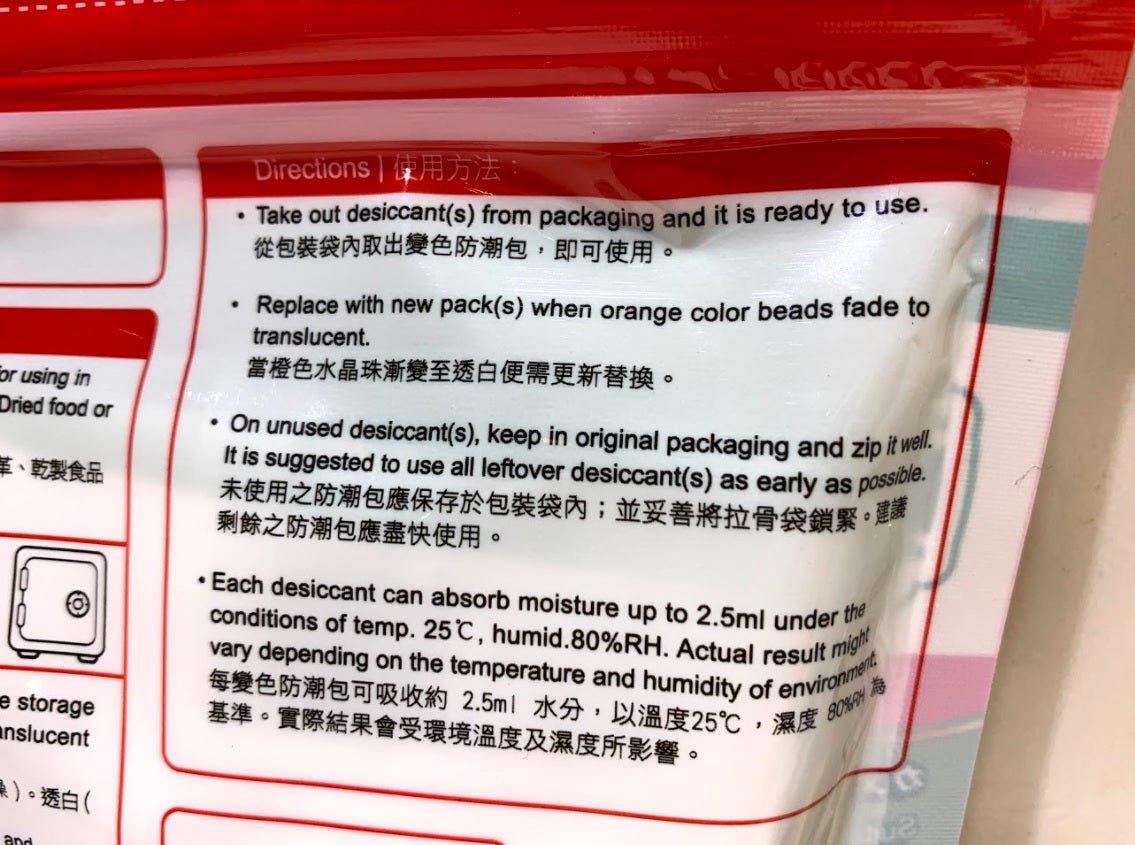 Directions | 使用方法：
• Take out desiccant(s) from packaging and it is ready to use.
從包裝袋內取出變色防潮包，即可使用。
• Replace with new pack(s) when orange color beads fade to
translucent.
當橙色水晶珠漸變至透白便需更新替換。
• On unused desiccant(s), keep in original packaging and zip it well.
It is suggested to use all leftover desiccant(s) as early as possible.
未使用之防潮包應保存於包裝袋內；並妥善將拉骨袋鎖緊。建議
剩餘之防潮包應盡快使用。
• Each desiccant can absorb moisture up to 2.5ml under the
conditions of temp. 25℃, humid.80%RH. Actual result might
vary depending on the temperature and humidity of environment.
每變色防潮包可吸收約 2.5ml 水分，以溫度25℃，濕度 80%RH 為
基準。實際結果會受環境溫度及濕度所影響。
or using in
Dried food or
革、乾製食品
e storage
anslucent
)。透白(
and